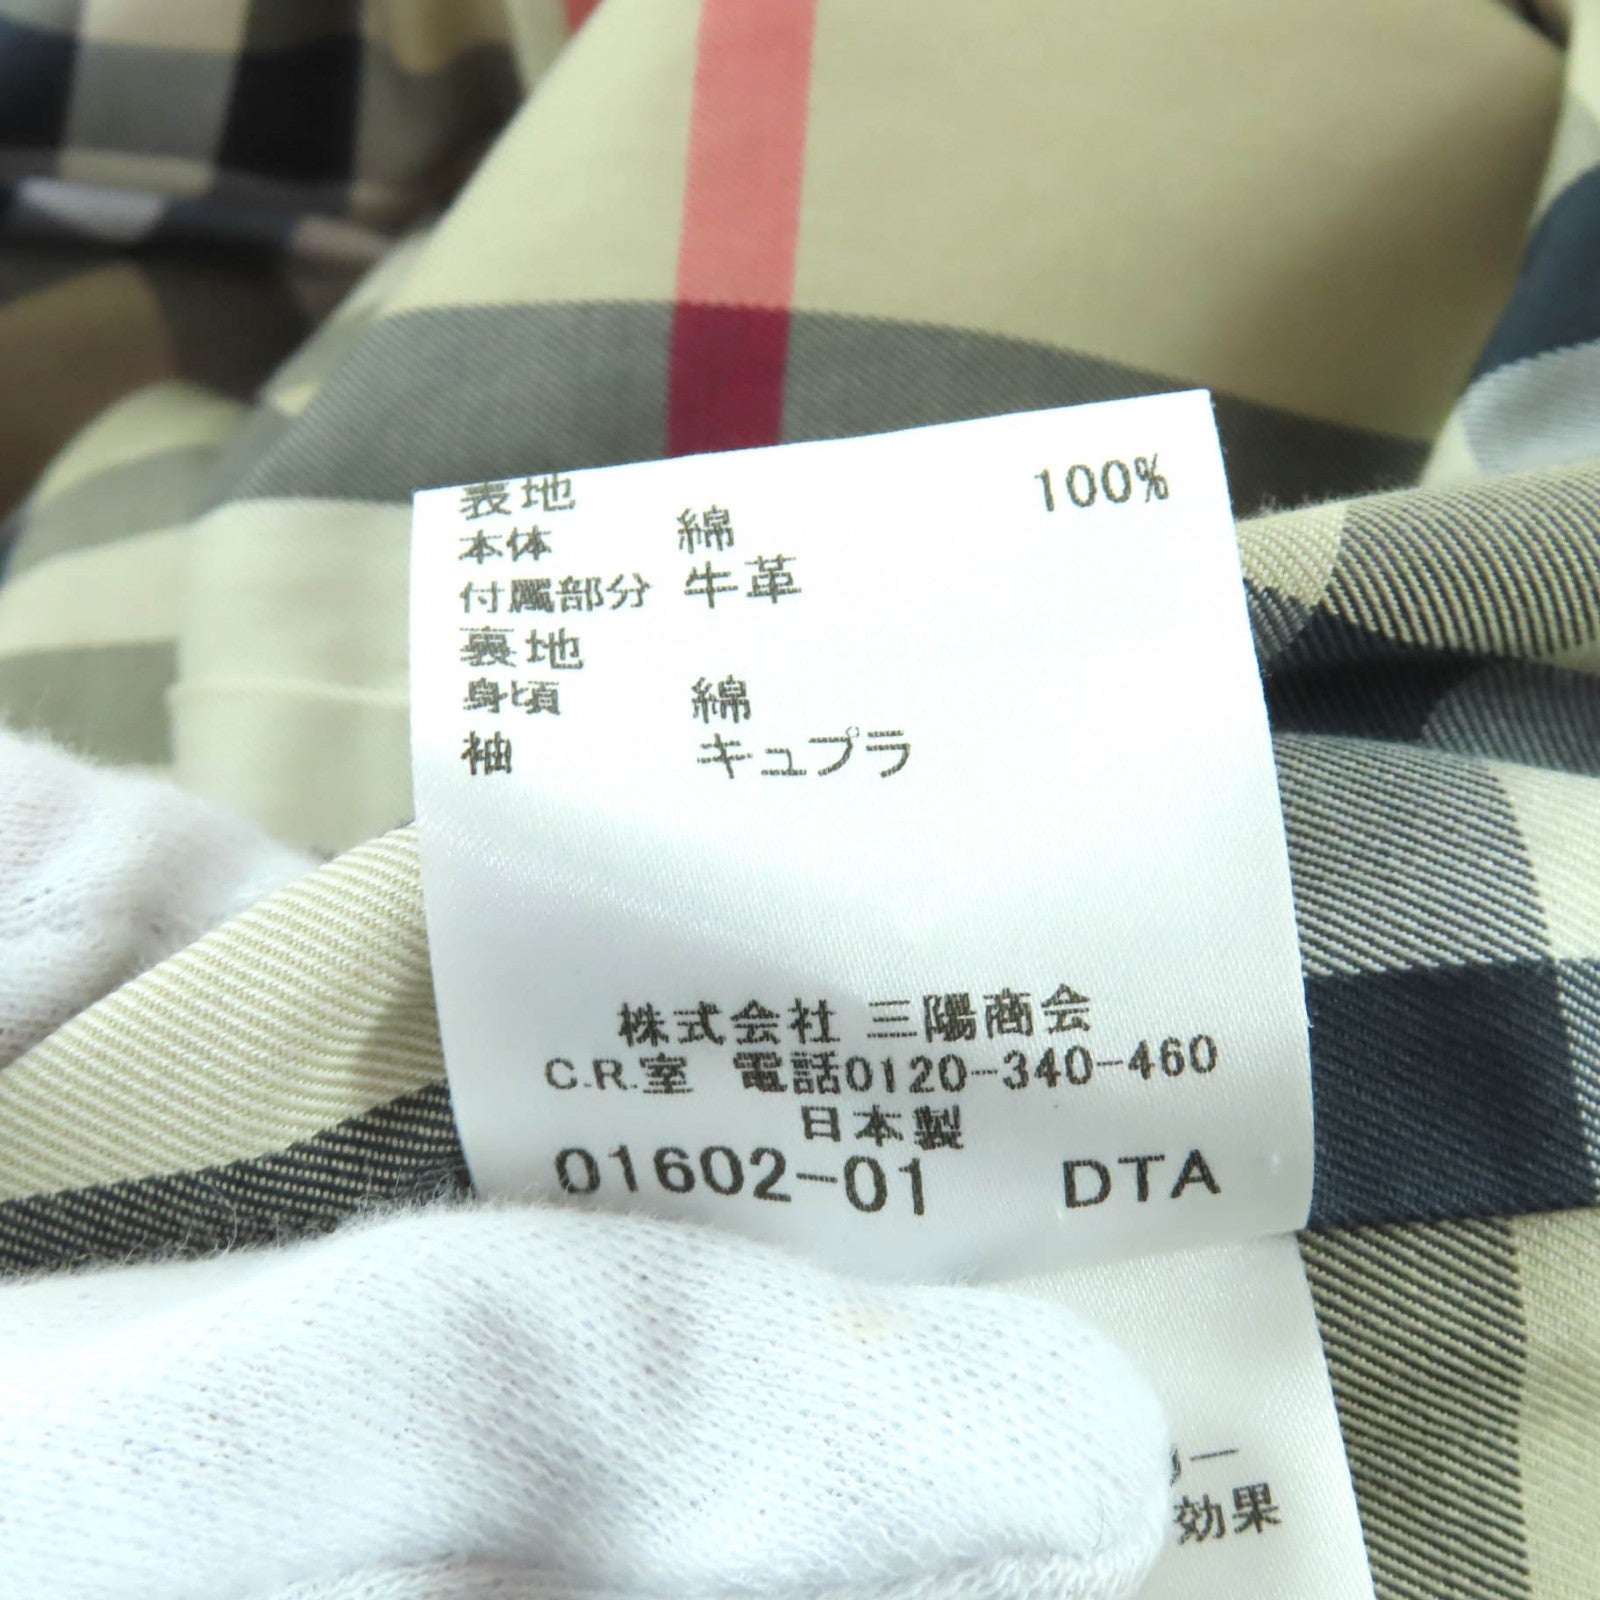 表地
本体 綿 100%
付属部分 牛革
裏地
身頃 綿
袖 キュプラ
株式会社 三陽商会
C.R.室 電話0120-340-460
日本製
01602-01 DTA
効果